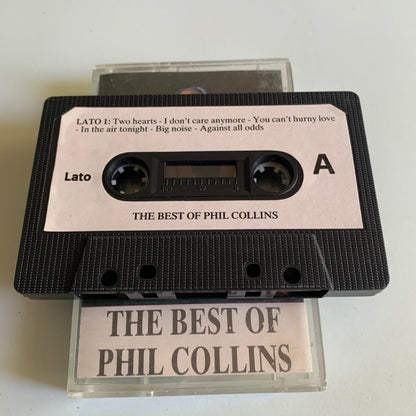 LATO 1: Two hearts - I don't care anymore - You can't hurny love
- In the air tonight - Big noise - Against all odds
Lato
A
THE BEST OF PHIL COLLINS
THE BEST OF
PHIL COLLINS